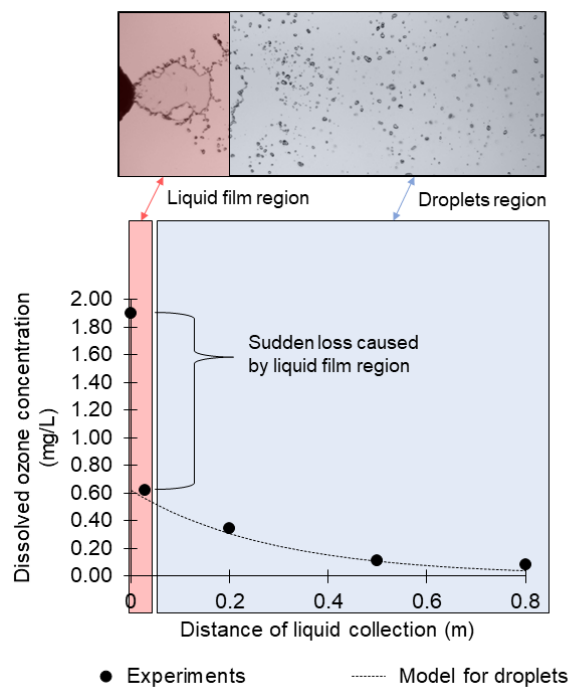 Liquid film region
Droplets region
Dissolved ozone concentration
(mg/L)
2.00
1.80
1.60
1.40
1.20
1.00
0.80
0.60
0.40
0.20
0.00
Sudden loss caused
by liquid film region
0
0.2
0.4
0.6
0.8
Distance of liquid collection (m)
Experiments
Model for droplets